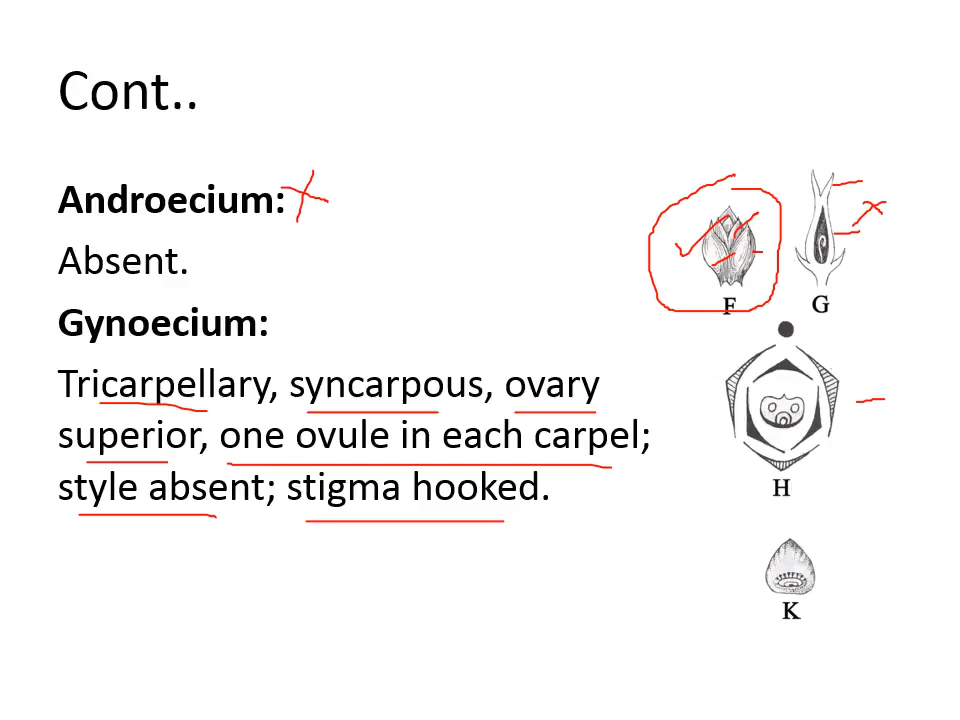 Cont..
Androecium:
Absent.
Gynoecium:
Tricarpellary, syncarpous, ovary
superior, one ovule in each carpel;
style absent; stigma hooked.
F
G
H
K